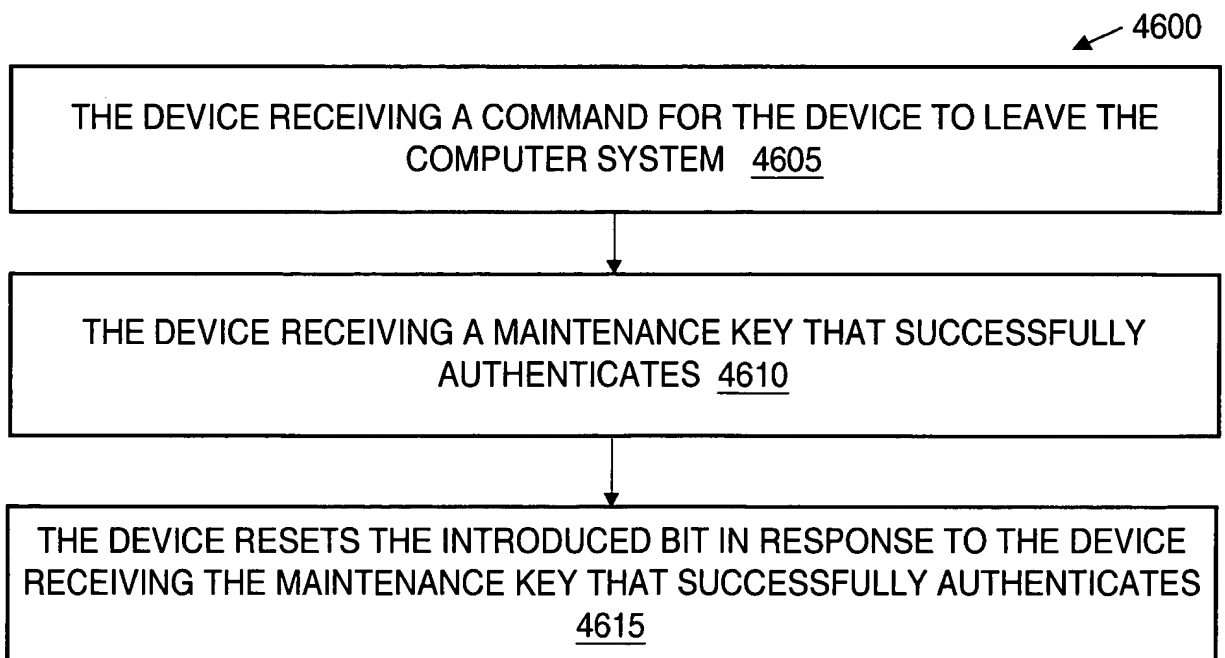 4600
THE DEVICE RECEIVING A COMMAND FOR THE DEVICE TO LEAVE THE
COMPUTER SYSTEM 4605
THE DEVICE RECEIVING A MAINTENANCE KEY THAT SUCCESSFULLY
AUTHENTICATES 4610
THE DEVICE RESETS THE INTRODUCED BIT IN RESPONSE TO THE DEVICE
RECEIVING THE MAINTENANCE KEY THAT SUCCESSFULLY AUTHENTICATES
4615